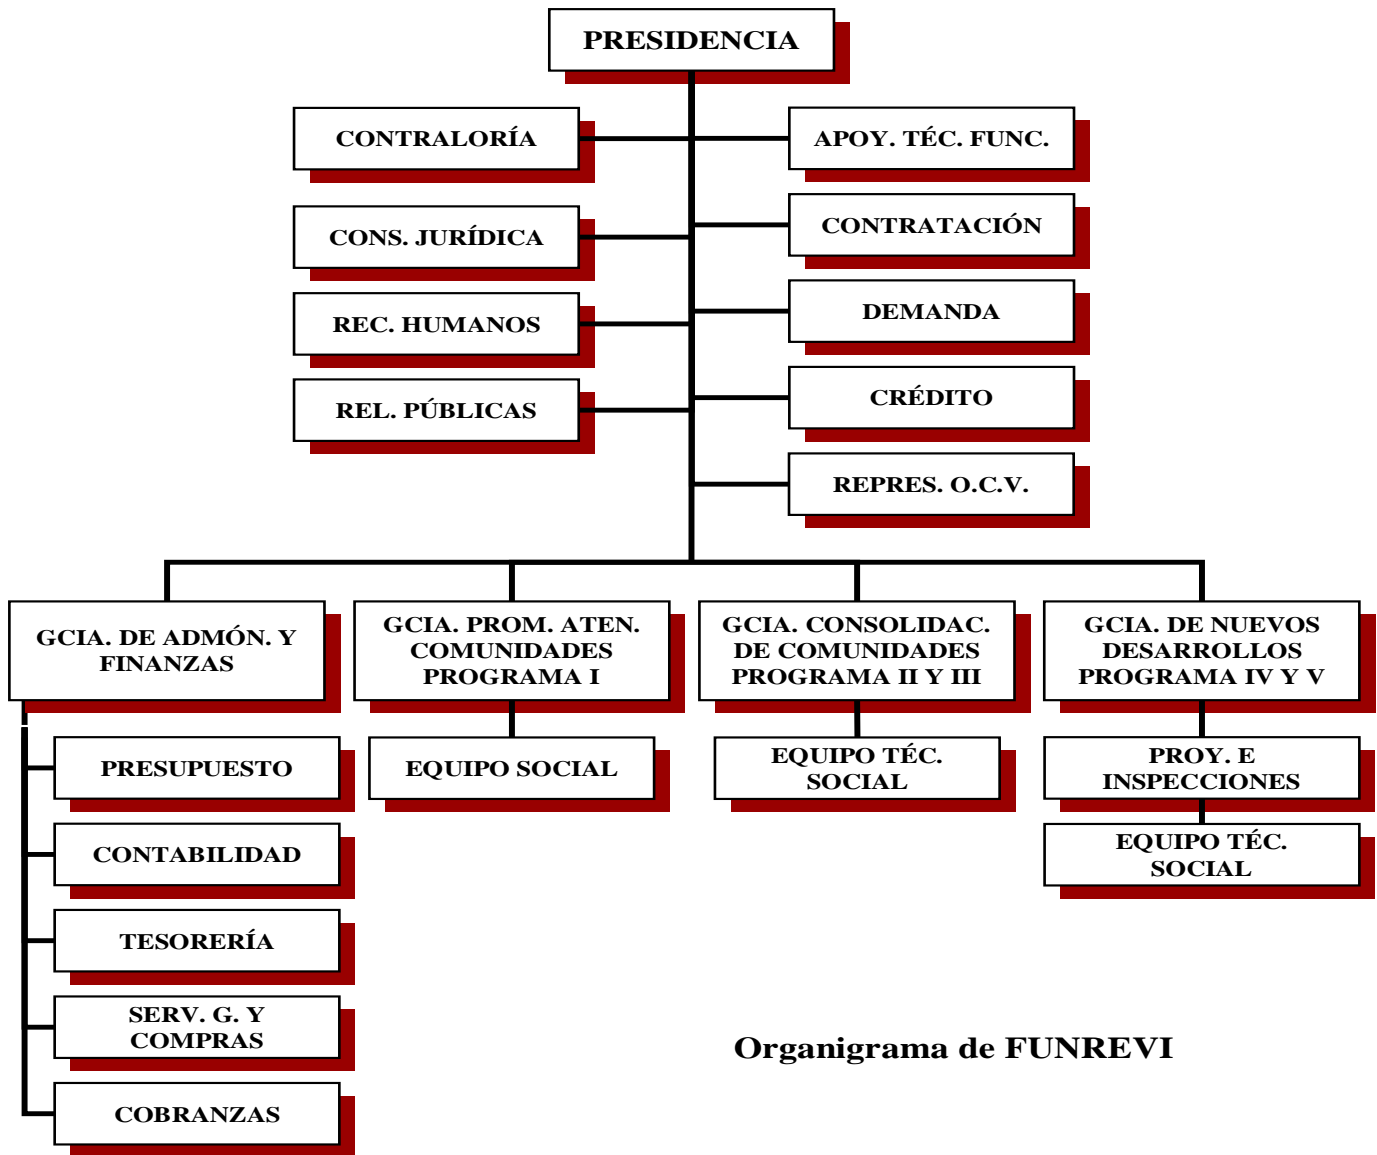 PRESIDENCIA
CONTRALORÍA
APOY. TÉC. FUNC.
CONS. JURÍDICA
CONTRATACIÓN
REC. HUMANOS
DEMANDA
REL. PÚBLICAS
CRÉDITO
REPRES. O.C.V.
GCIA. DE ADMÓN. Y
FINANZAS
GCIA. PROM. ATEN.
COMUNIDADES
PROGRAMA I
GCIA. CONSOLIDAC.
DE COMUNIDADES
PROGRAMA II Y III
GCIA. DE NUEVOS
DESARROLLOS
PROGRAMA IV Y V
PRESUPUESTO
EQUIPO SOCIAL
EQUIPO TÉC.
SOCIAL
PROY. E
INSPECCIONES
CONTABILIDAD
EQUIPO TÉC.
SOCIAL
TESORERÍA
SERV. G. Y
COMPRAS
COBRANZAS
Organigrama de FUNREVI